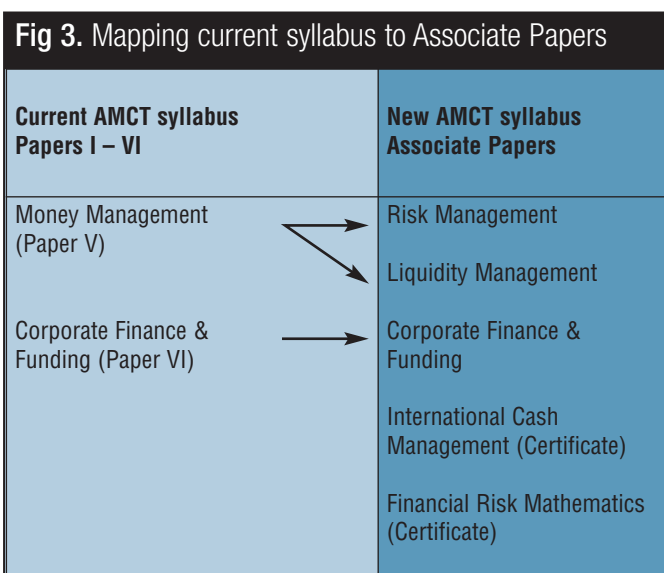 Fig 3. Mapping current syllabus to Associate Papers
Current AMCT syllabus
Papers I – VI
New AMCT syllabus
Associate Papers
Money Management
(Paper V)
Risk Management
Liquidity Management
Corporate Finance &
Funding (Paper VI)
Corporate Finance &
Funding
International Cash
Management (Certificate)
Financial Risk Mathematics
(Certificate)